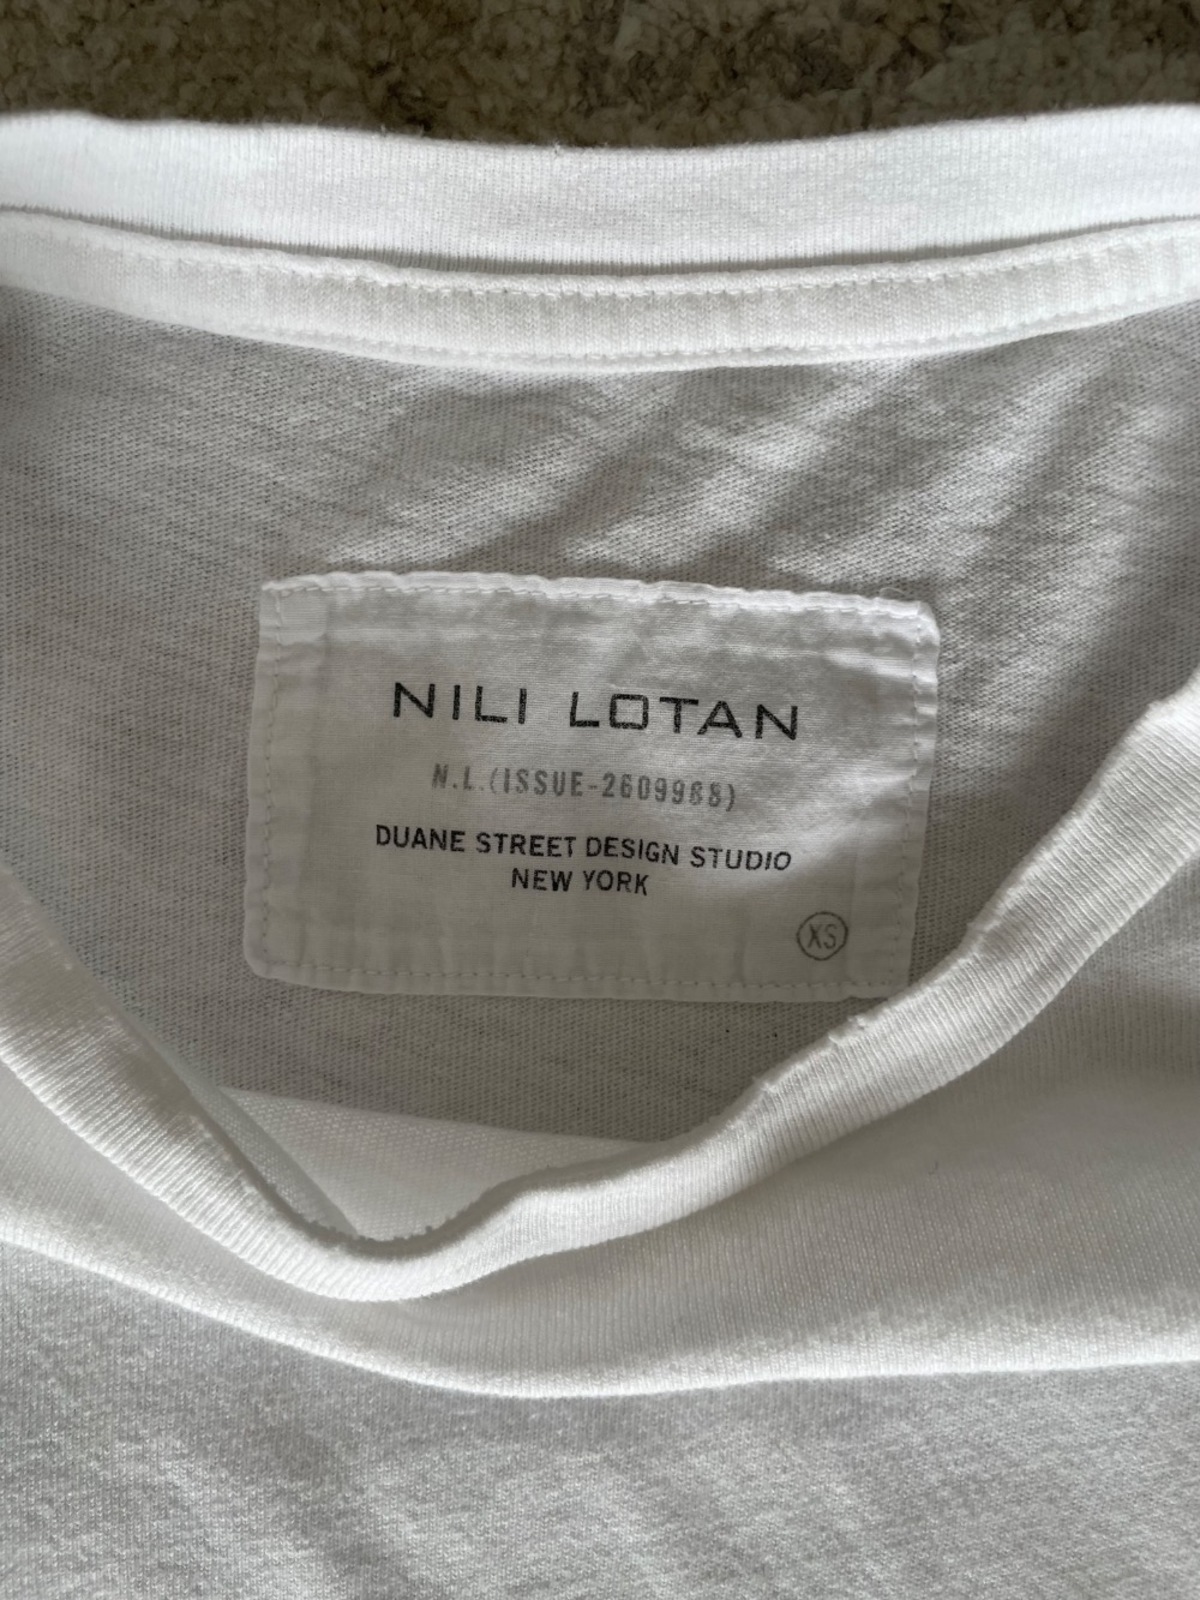 NILI LOTAN
N.L.(ISSUE-2609988)
DUANE STREET DESIGN STUDIO
NEW YORK
XS